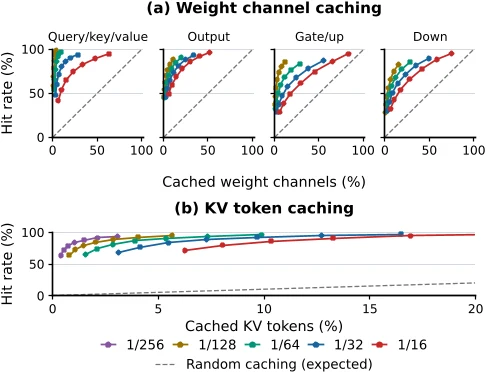 (a) Weight channel caching
Query/key/value Output Gate/up Down
Hit rate (%)
100
50
0
0 50 100 0 50 100 0 50 100 0 50 100
Cached weight channels (%)
(b) KV token caching
Hit rate (%)
100
50
0
0 5 10 15 20
Cached KV tokens (%)
1/256 1/128 1/64 1/32 1/16
Random caching (expected)